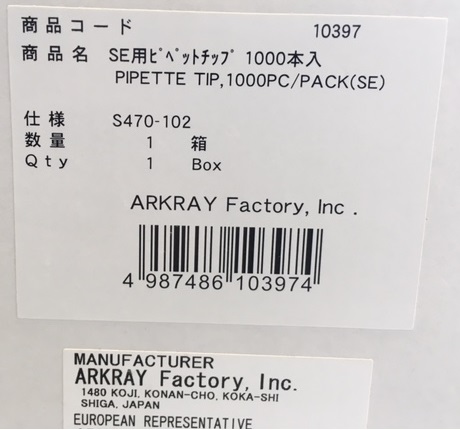 商品コード 10397
商品名 SE用ﾋﾟﾍﾟｯﾄﾁｯﾌﾟ 1000本入
PIPETTE TIP,1000PC/PACK(SE)
仕様 S470-102
数量 1 箱
Qty 1 Box
ARKRAY Factory, Inc .
4 987486 103974
MANUFACTURER
ARKRAY Factory, Inc.
1480 KOJI, KONAN-CHO, KOKA-SHI
SHIGA, JAPAN
EUROPEAN REPRESENTATIVE